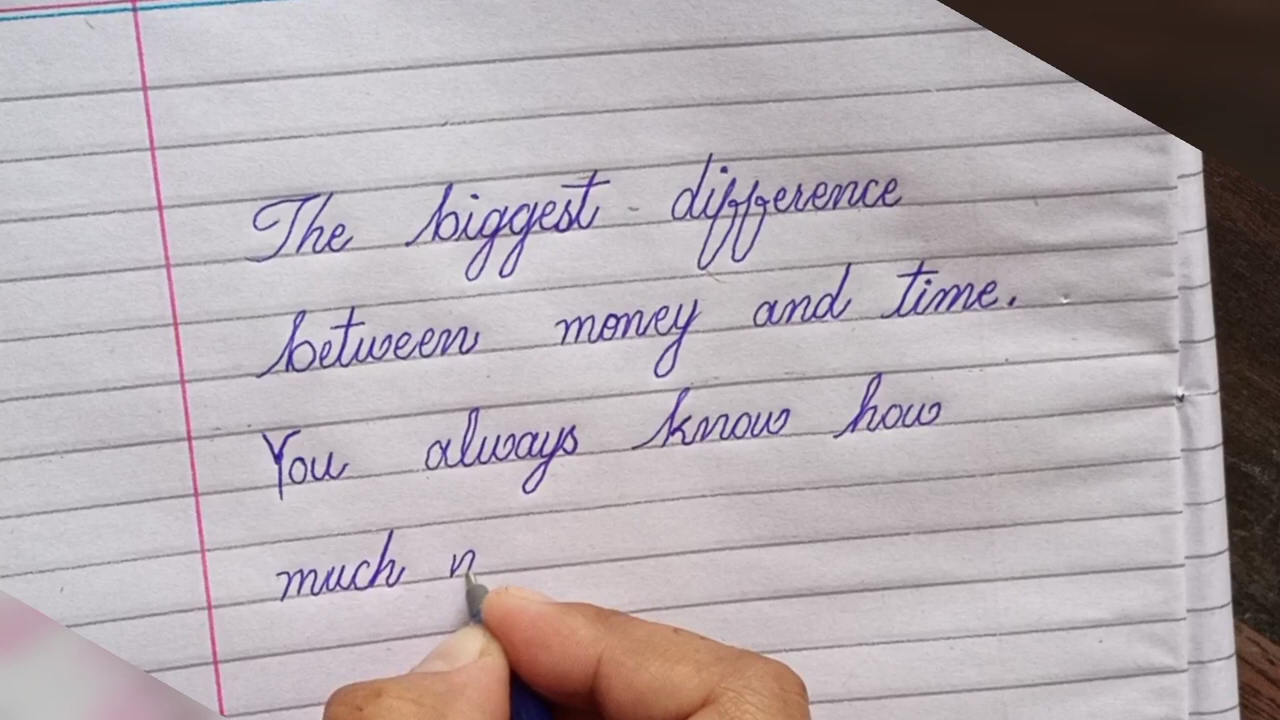 The biggest difference
between money and time.
You always know how
much